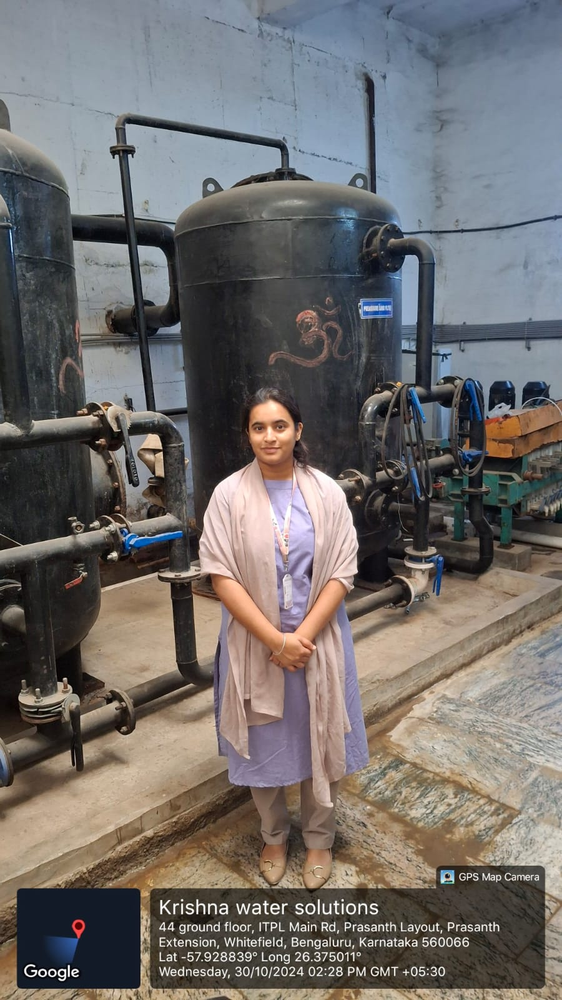 ॐ
PREASSURE SAND FILTER
GPS Map Camera
Krishna water solutions
44 ground floor, ITPL Main Rd, Prasanth Layout, Prasanth
Extension, Whitefield, Bengaluru, Karnataka 560066
Lat -57.928839° Long 26.375011°
Wednesday, 30/10/2024 02:28 PM GMT +05:30
Google